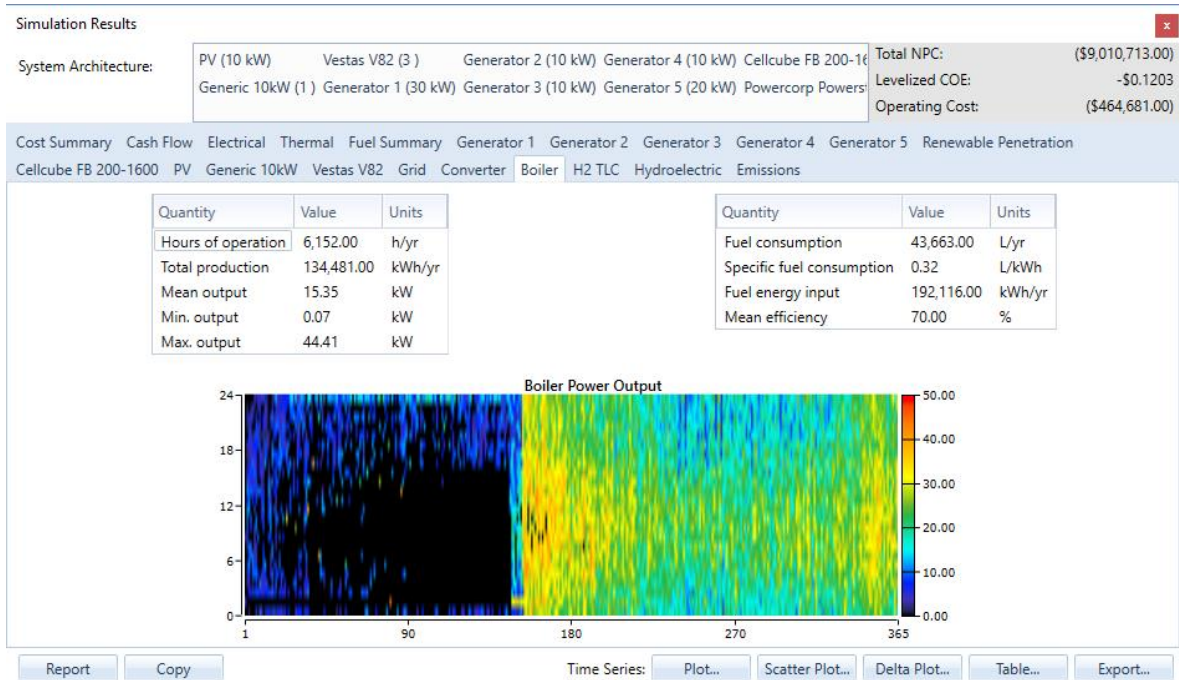 Simulation Results
x
System Architecture:
PV (10 kW) Vestas V82 (3 ) Generator 2 (10 kW) Generator 4 (10 kW) Cellcube FB 200-16
Generic 10kW (1 ) Generator 1 (30 kW) Generator 3 (10 kW) Generator 5 (20 kW) Powercorp Powers
Total NPC: ($9,010,713.00)
Levelized COE: -$0.1203
Operating Cost: ($464,681.00)
Cost Summary Cash Flow Electrical Thermal Fuel Summary Generator 1 Generator 2 Generator 3 Generator 4 Generator 5 Renewable Penetration
Cellcube FB 200-1600 PV Generic 10kW Vestas V82 Grid Converter Boiler H2 TLC Hydroelectric Emissions
Quantity Value Units
Hours of operation 6,152.00 h/yr
Total production 134,481.00 kWh/yr
Mean output 15.35 kW
Min. output 0.07 kW
Max. output 44.41 kW
Quantity Value Units
Fuel consumption 43,663.00 L/yr
Specific fuel consumption 0.32 L/kWh
Fuel energy input 192,116.00 kWh/yr
Mean efficiency 70.00 %
Boiler Power Output
24
18
12
6
0
1 90 180 270 365
50.00
40.00
30.00
20.00
10.00
0.00
Report Copy Time Series: Plot... Scatter Plot... Delta Plot... Table... Export...